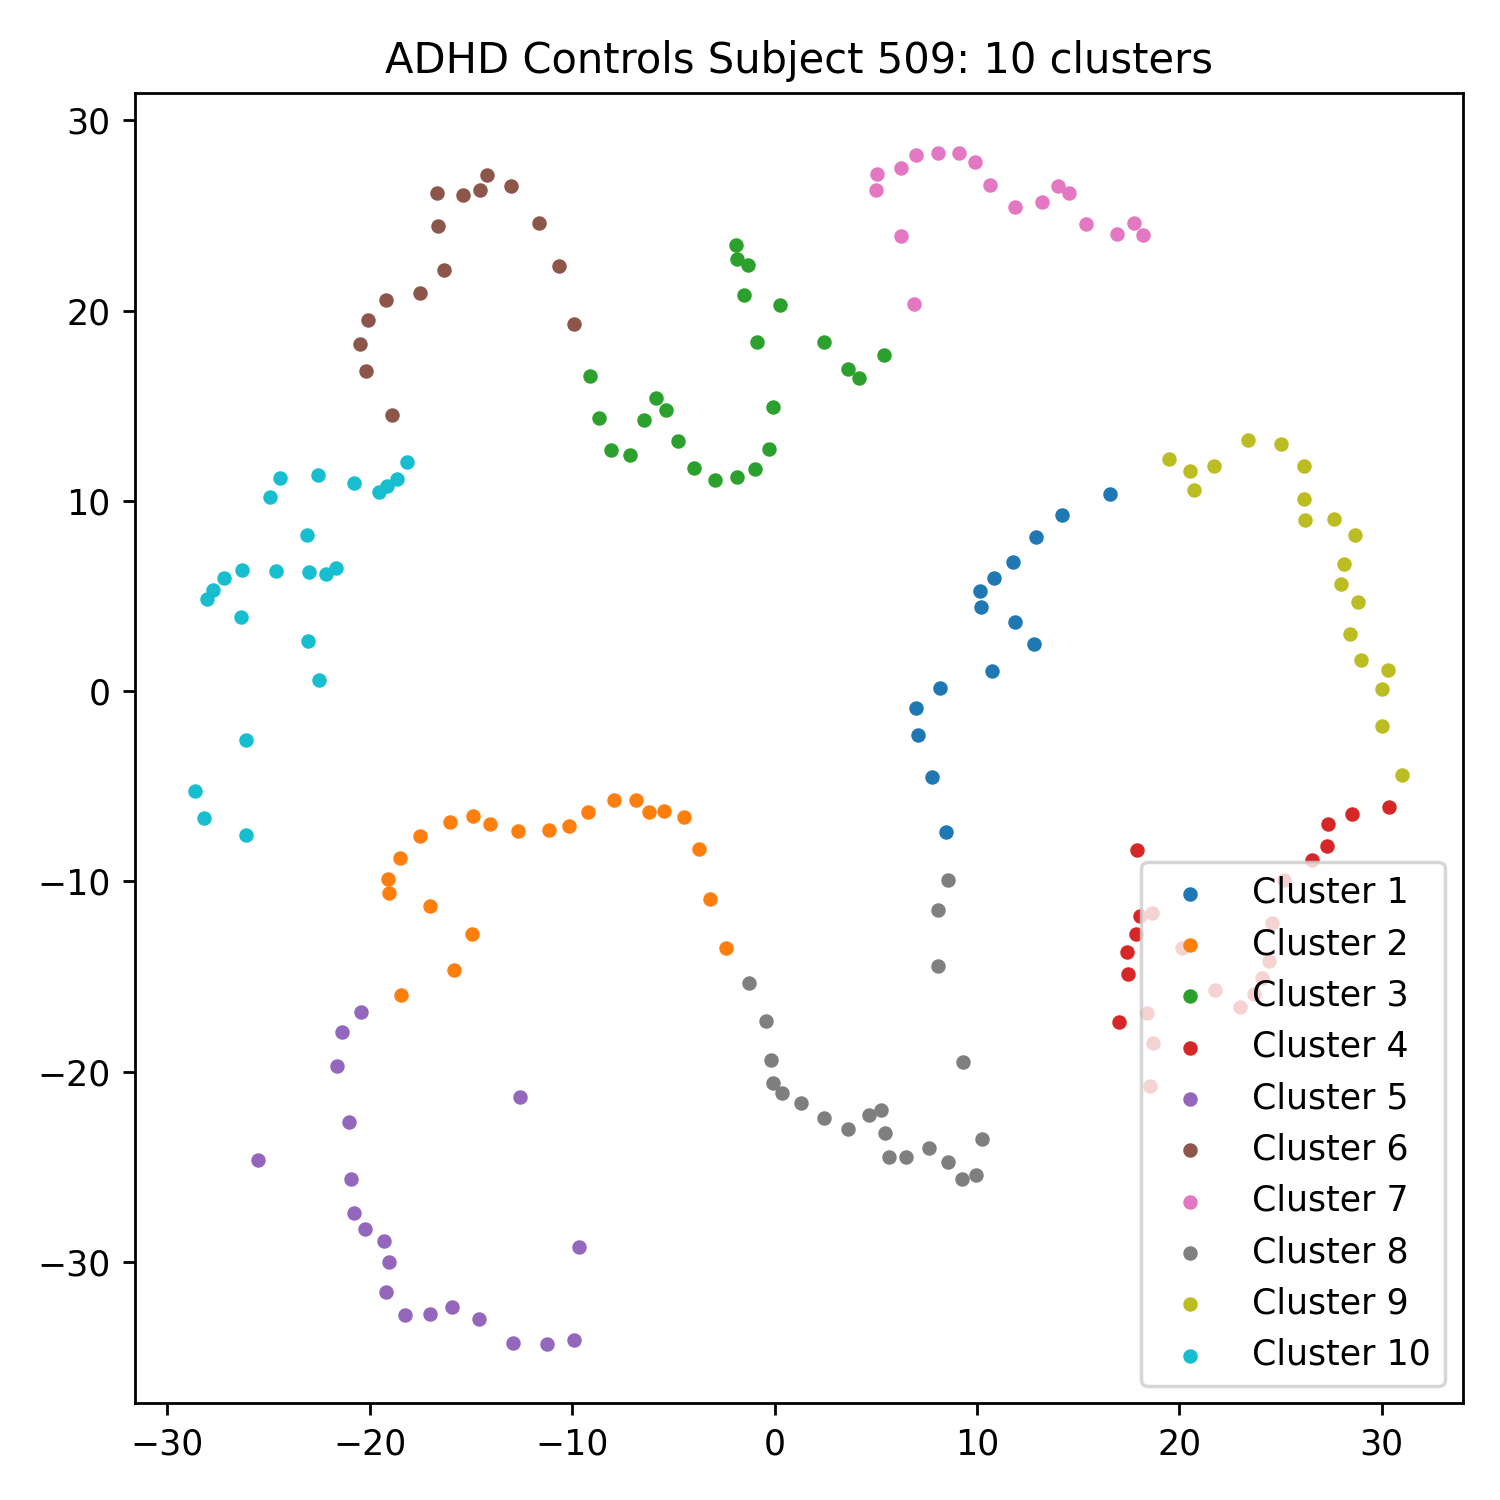 ADHD Controls Subject 509: 10 clusters
30
20
10
0
−10
−20
−30
−30
−20
−10
0
10
20
30
Cluster 1
Cluster 2
Cluster 3
Cluster 4
Cluster 5
Cluster 6
Cluster 7
Cluster 8
Cluster 9
Cluster 10